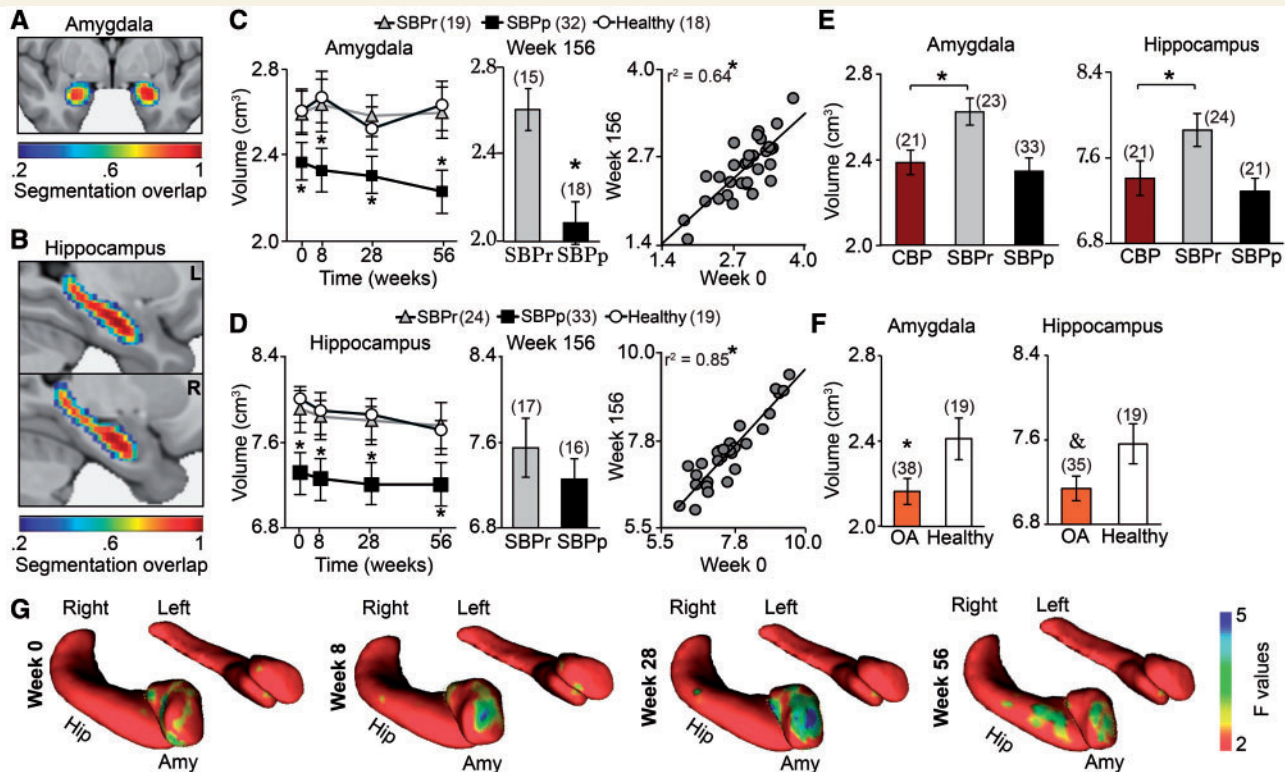 A
Amygdala
.2 .6 1
Segmentation overlap
B
Hippocampus
L
R
.2 .6 1
Segmentation overlap
C
SBPr (19) SBPp (32) Healthy (18)
Amygdala
Volume (cm³)
2.8
2.4
2.0
* * * *
0 8 28 56
Time (weeks)
Week 156
2.8
2.4
2.0
(15)
*
(18)
SBPr SBPp
Week 156
4.0
2.7
1.4
r² = 0.64 *
1.4 2.7 4.0
Week 0
D
SBPr (24) SBPp (33) Healthy (19)
Hippocampus
Volume (cm³)
8.4
7.6
6.8
* * * *
0 8 28 56
Time (weeks)
Week 156
8.4
7.6
6.8
(17)
(16)
SBPr SBPp
Week 156
10.0
7.8
5.5
r² = 0.85 *
5.5 7.8 10.0
Week 0
E
Amygdala
Volume (cm³)
2.8
2.4
2.0
*
(21) (23) (33)
CBP SBPr SBPp
Hippocampus
8.4
7.6
6.8
*
(21) (24) (21)
CBP SBPr SBPp
F
Amygdala
Volume (cm³)
2.8
2.4
2.0
*
(38) (19)
OA Healthy
Hippocampus
8.4
7.6
6.8
&
(35) (19)
OA Healthy
G
Week 0
Right Left
Hip
Amy
Week 8
Right Left
Hip
Amy
Week 28
Right Left
Hip
Amy
Week 56
Right Left
Hip
Amy
5
2
F values